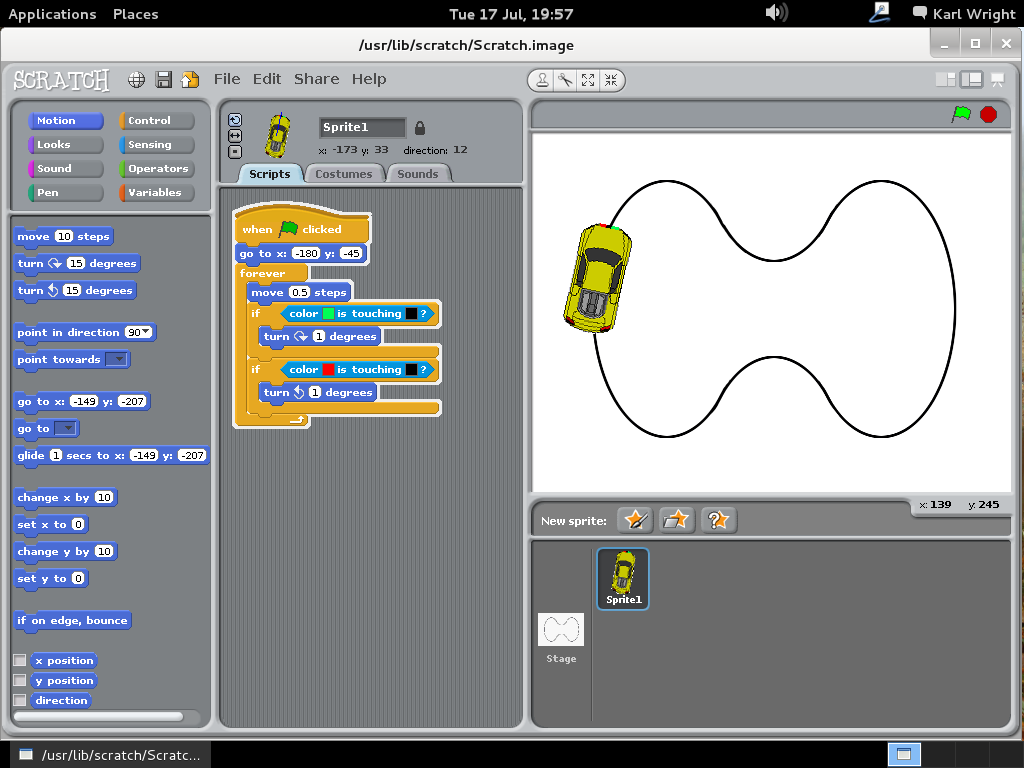 Applications Places Tue 17 Jul, 19:57 Karl Wright
/usr/lib/scratch/Scratch.image
SCRATCH File Edit Share Help
Motion Control
Looks Sensing
Sound Operators
Pen Variables
move 10 steps
turn 15 degrees
turn 15 degrees
point in direction 90
point towards
go to x: -149 y: -207
go to
glide 1 secs to x: -149 y: -207
change x by 10
set x to 0
change y by 10
set y to 0
if on edge, bounce
x position
y position
direction
Sprite1
x: -173 y: 33 direction: 12
Scripts Costumes Sounds
when clicked
go to x: -180 y: -45
forever
move 0.5 steps
if color is touching ?
turn 1 degrees
if color is touching ?
turn 1 degrees
x: 139 y: 245
New sprite:
Sprite1
Stage
/usr/lib/scratch/Scratc...